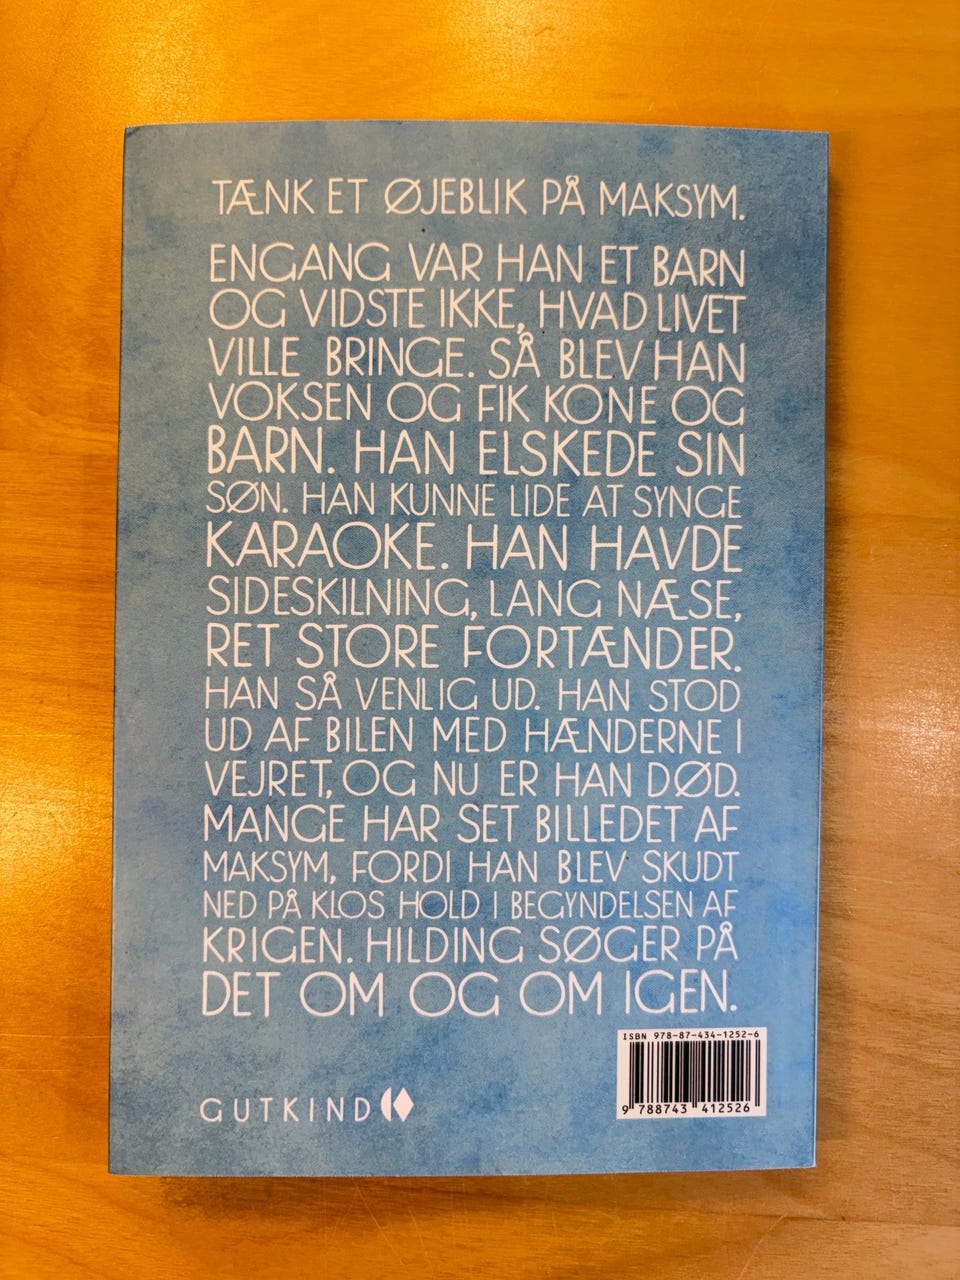 TÆNK ET ØJEBLIK PÅ MAKSYM.
ENGANG VAR HAN ET BARN
OG VIDSTE IKKE, HVAD LIVET
VILLE BRINGE. SÅ BLEV HAN
VOKSEN OG FIK KONE OG
BARN. HAN ELSKEDE SIN
SØN. HAN KUNNE LIDE AT SYNGE
KARAOKE. HAN HAVDE
SIDESKILNING, LANG NÆSE,
RET STORE FORTÆNDER.
HAN SÅ VENLIG UD. HAN STOD
UD AF BILEN MED HÆNDERNE I
VEJRET, OG NU ER HAN DØD.
MANGE HAR SET BILLEDET AF
MAKSYM, FORDI HAN BLEV SKUDT
NED PÅ KLOS HOLD I BEGYNDELSEN AF
KRIGEN. HILDING SØGER PÅ
DET OM OG OM IGEN.
ISBN 978-87-434-1252-6
9 788743 412526
GUTKIND